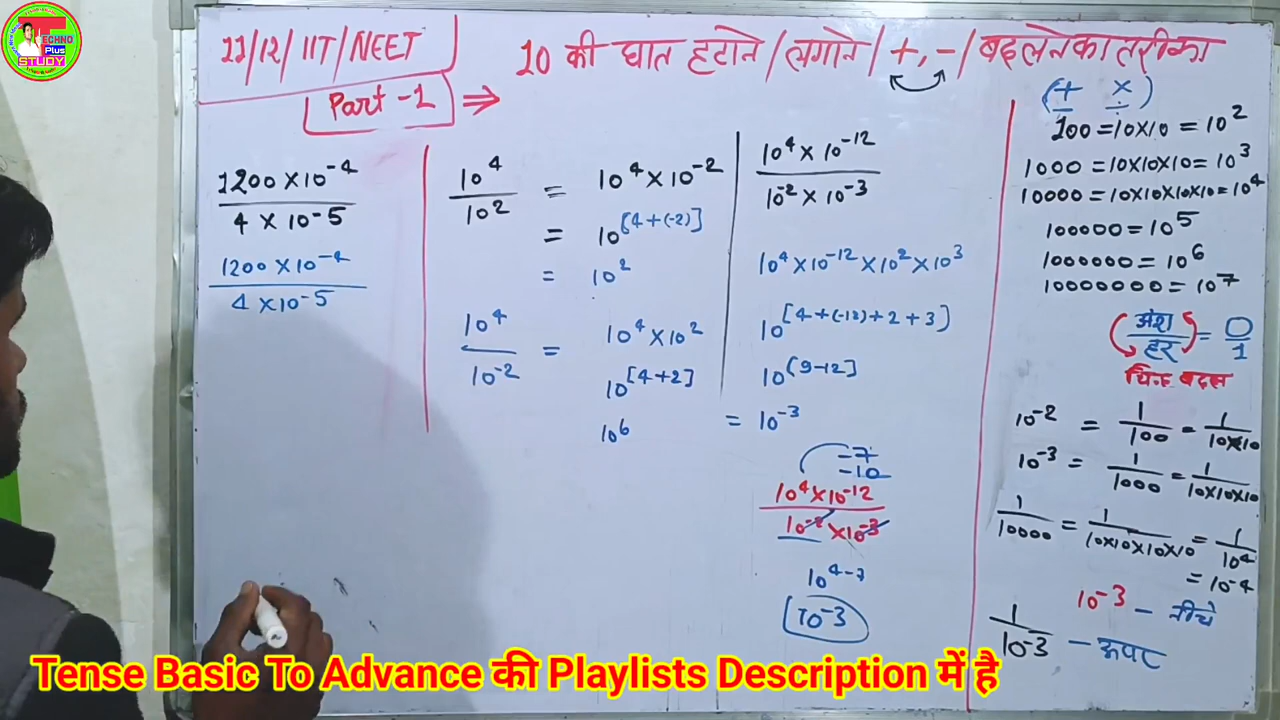 TECHNO
Plus
STUDY
11/12/IIT/NEET
Part -1 ⇒
10 की घात हटाने/लगाने/+,-/बदलने का तरीका
1200×10⁻⁴
4×10⁻⁵
1200×10⁻⁴
4×10⁻⁵
10⁴
10² = 10⁴×10⁻²
= 10[4+(-2)]
= 10²
10⁴
10⁻² = 10⁴×10²
10[4+2]
10⁶
10⁴×10⁻¹²
10⁻²×10⁻³
10⁴×10⁻¹²×10²×10³
10[4+(-12)+2+3]
10(9-12]
= 10⁻³
-7
-10
10⁴×10⁻¹²
10⁻²×10⁻³
10⁴⁻⁷
10⁻³
(+ ×)
- ÷
100=10×10=10²
1000=10×10×10=10³
10000=10×10×10×10=10⁴
100000=10⁵
1000000=10⁶
10000000=10⁷
(अंश/हर)=0/1
चिन्ह बदल
10⁻² = 1/100 = 1/10×10
10⁻³ = 1/1000 = 1/10×10×10
1/10000 = 1/10×10×10×10 = 1/10⁴
= 10⁻⁴
10⁻³ - नीचे
1/10⁻³ - ऊपर
Tense Basic To Advance की Playlists Description में है